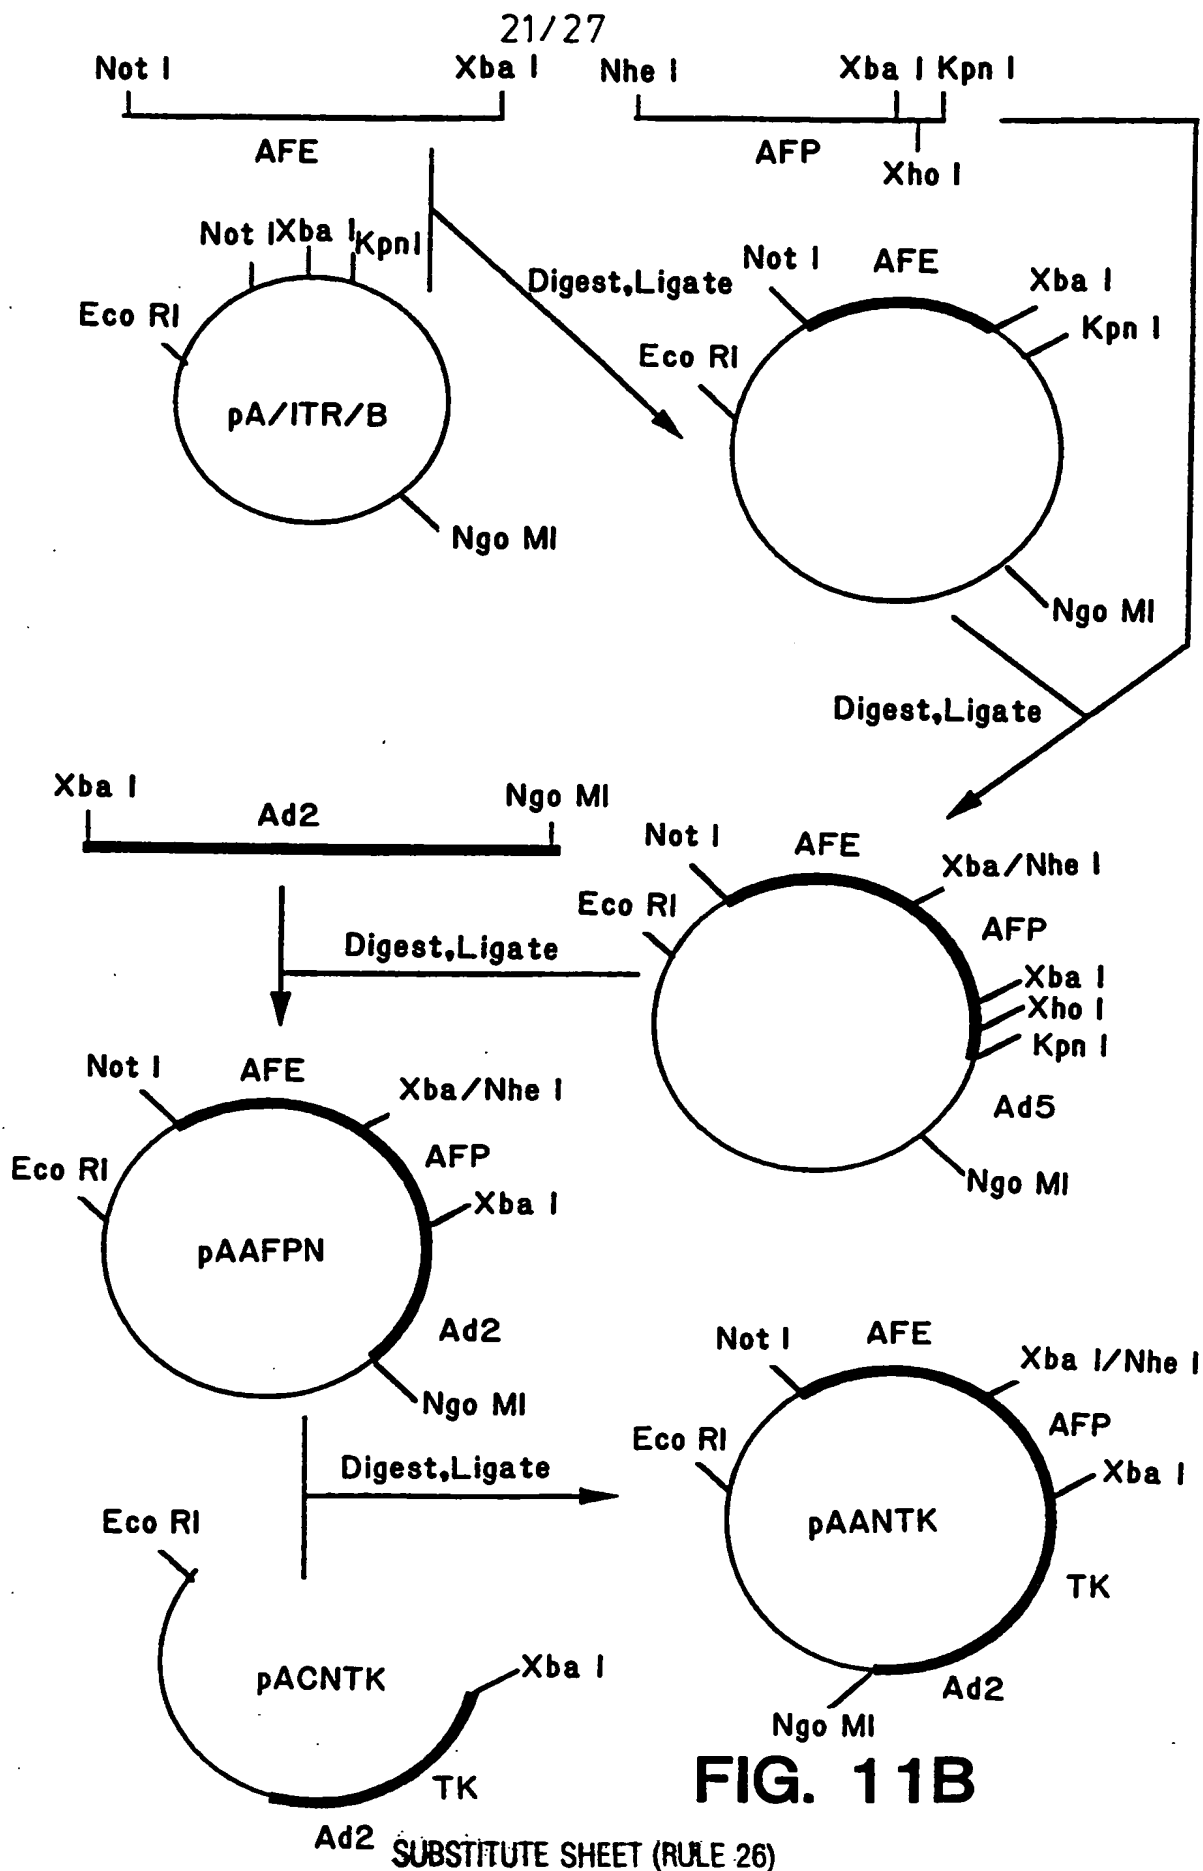 21/27
Not I
Xba I
Nhe I
Xba I
Kpn I
AFE
AFP
Xho I
Not I
Xba I
KpnI
Eco RI
pA/ITR/B
Ngo MI
Digest,Ligate
Not I
AFE
Xba I
Kpn I
Eco RI
Ngo MI
Digest,Ligate
Xba I
Ad2
Ngo MI
Not I
AFE
Xba/Nhe I
Eco RI
AFP
Xba I
Xho I
Kpn I
Ad5
Ngo MI
Digest,Ligate
Not I
AFE
Xba/Nhe I
AFP
Eco RI
Xba I
pAAFPN
Ad2
Ngo MI
Digest,Ligate
Not I
AFE
Xba I/Nhe I
AFP
Eco RI
Xba I
pAANTK
TK
Ad2
Ngo MI
Eco RI
pACNTK
Xba I
TK
Ad2
FIG. 11B
SUBSTITUTE SHEET (RULE 26)